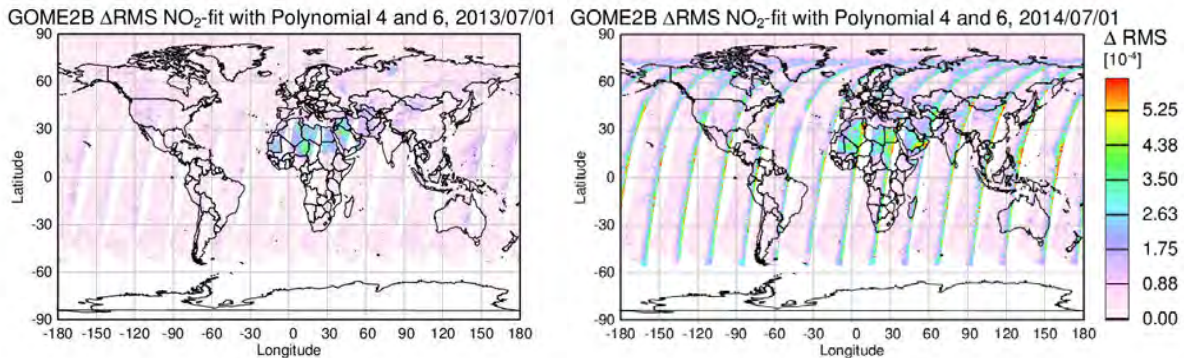 GOME2B ΔRMS NO₂-fit with Polynomial 4 and 6, 2013/07/01
90
60
30
0
-30
-60
-90
Latitude
-180 -150 -120 -90 -60 -30 0 30 60 90 120 150 180
Longitude
GOME2B ΔRMS NO₂-fit with Polynomial 4 and 6, 2014/07/01
90
60
30
0
-30
-60
-90
Latitude
-180 -150 -120 -90 -60 -30 0 30 60 90 120 150 180
Longitude
Δ RMS
[10⁻⁴]
5.25
4.38
3.50
2.63
1.75
0.88
0.00